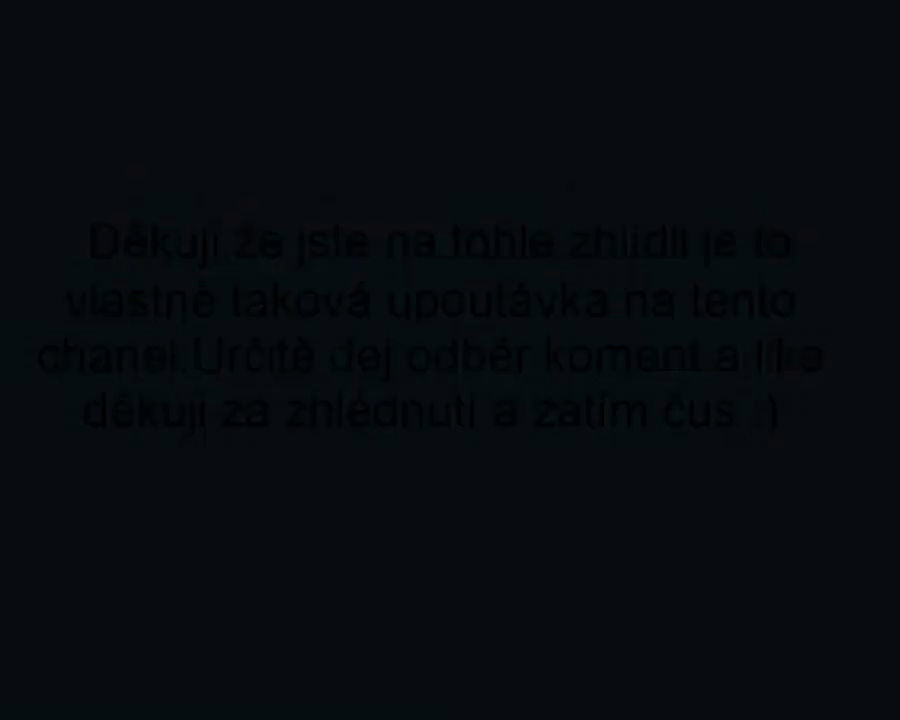 Děkuji že jste na tohle zhlidli je to
vlastně taková upoutávka na tento
chanel.Určitě dej odběr koment a like
děkuji za zhlédnutí a zatím čus :)